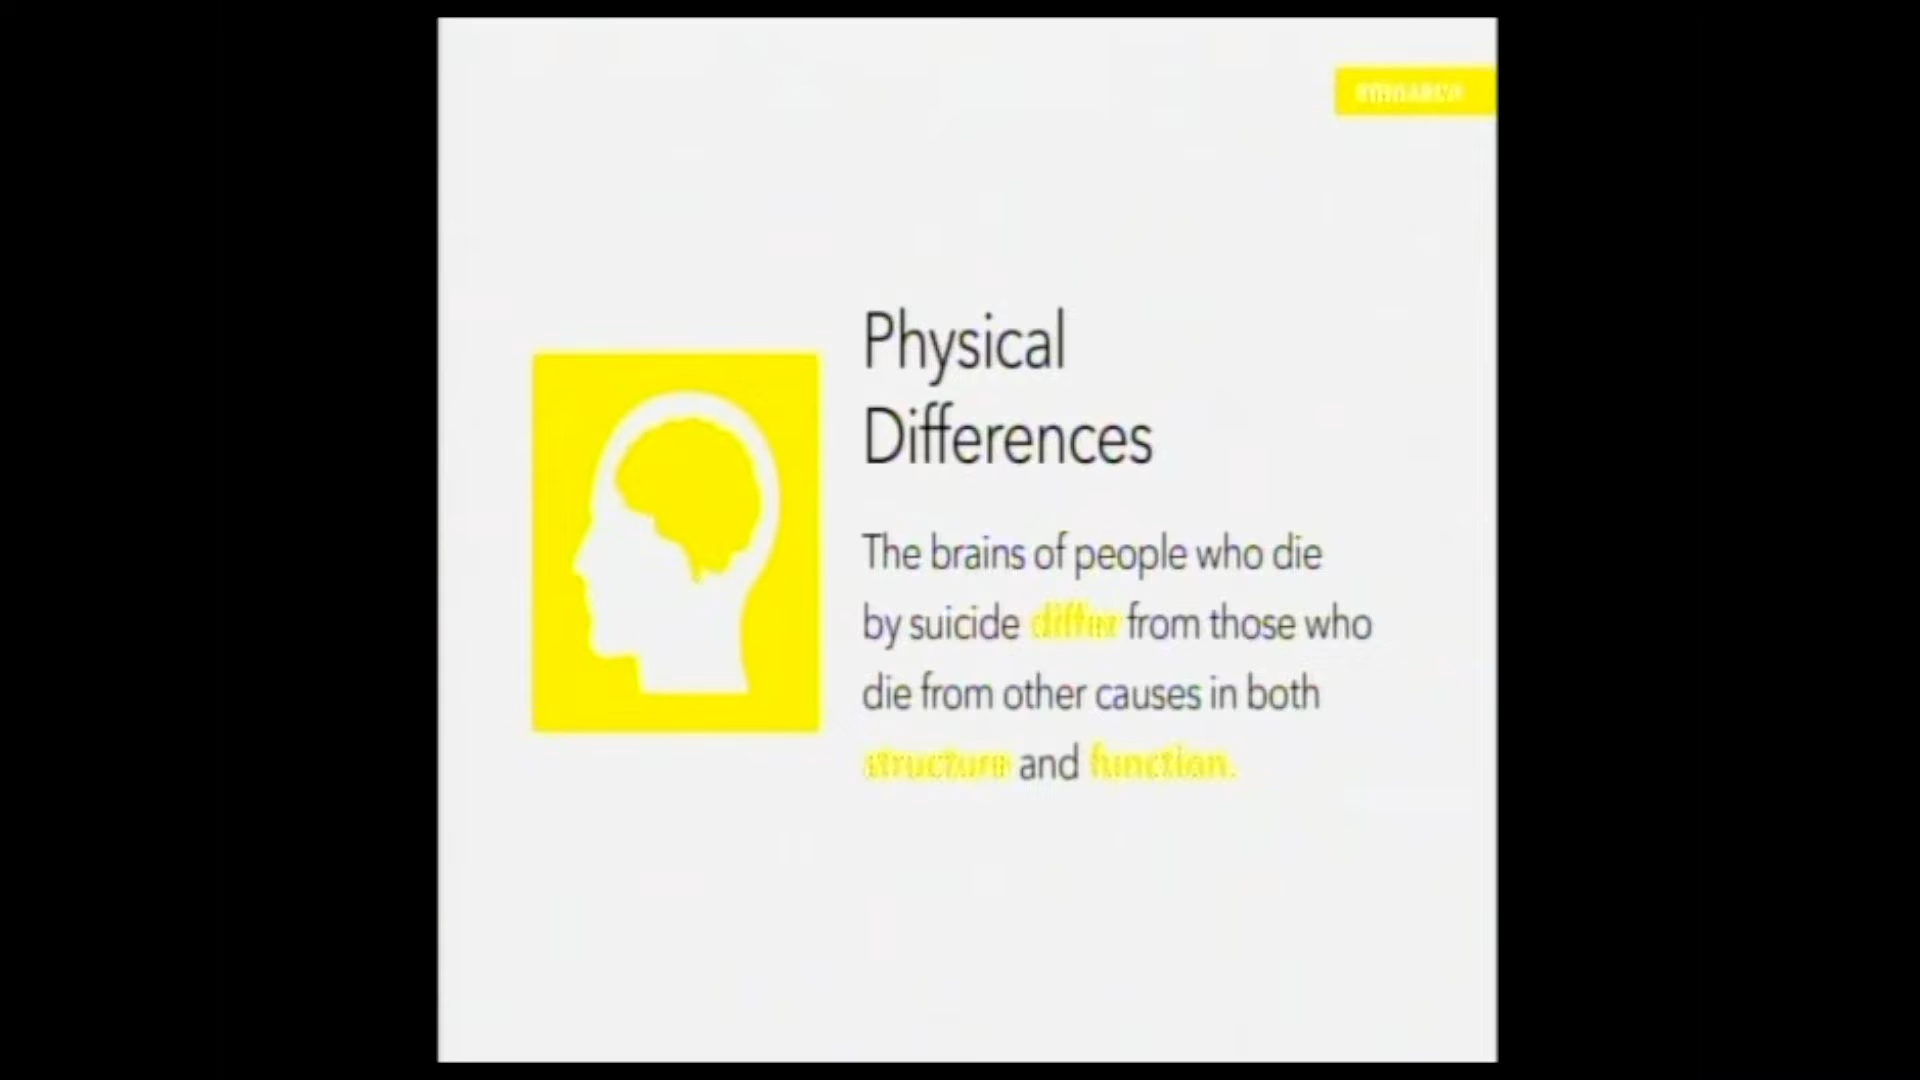 Physical
Differences
The brains of people who die
by suicide differ from those who
die from other causes in both
structure and function.